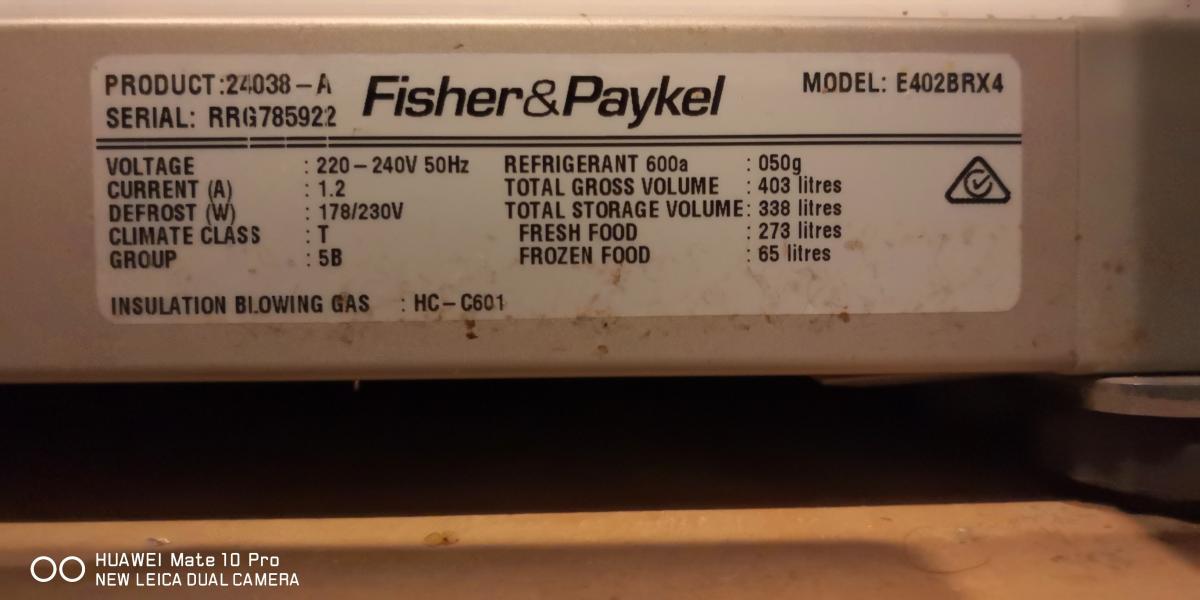 PRODUCT:24038-A
SERIAL: RRG785922
Fisher&Paykel
MODEL: E402BRX4
VOLTAGE : 220-240V 50Hz
CURRENT (A) : 1.2
DEFROST (W) : 178/230V
CLIMATE CLASS : T
GROUP : 5B
REFRIGERANT 600a : 050g
TOTAL GROSS VOLUME : 403 litres
TOTAL STORAGE VOLUME: 338 litres
FRESH FOOD : 273 litres
FROZEN FOOD : 65 litres
INSULATION BLOWING GAS : HC-C601
HUAWEI Mate 10 Pro
NEW LEICA DUAL CAMERA